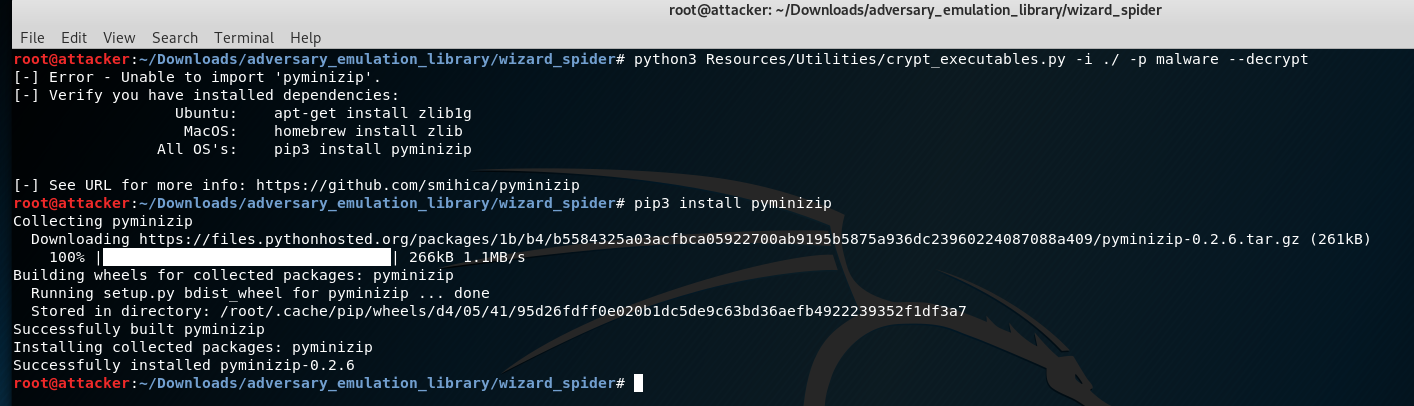 root@attacker: ~/Downloads/adversary_emulation_library/wizard_spider
File Edit View Search Terminal Help
root@attacker:~/Downloads/adversary_emulation_library/wizard_spider# python3 Resources/Utilities/crypt_executables.py -i ./ -p malware --decrypt
[-] Error - Unable to import 'pyminizip'.
[-] Verify you have installed dependencies:
Ubuntu: apt-get install zlib1g
MacOS: homebrew install zlib
All OS's: pip3 install pyminizip
[-] See URL for more info: https://github.com/smihica/pyminizip
root@attacker:~/Downloads/adversary_emulation_library/wizard_spider# pip3 install pyminizip
Collecting pyminizip
Downloading https://files.pythonhosted.org/packages/1b/b4/b5584325a03acfbca05922700ab9195b5875a936dc23960224087088a409/pyminizip-0.2.6.tar.gz (261kB)
100% |████████████████████████████████| 266kB 1.1MB/s
Building wheels for collected packages: pyminizip
Running setup.py bdist_wheel for pyminizip ... done
Stored in directory: /root/.cache/pip/wheels/d4/05/41/95d26fdff0e020b1dc5de9c63bd36aefb4922239352f1df3a7
Successfully built pyminizip
Installing collected packages: pyminizip
Successfully installed pyminizip-0.2.6
root@attacker:~/Downloads/adversary_emulation_library/wizard_spider#